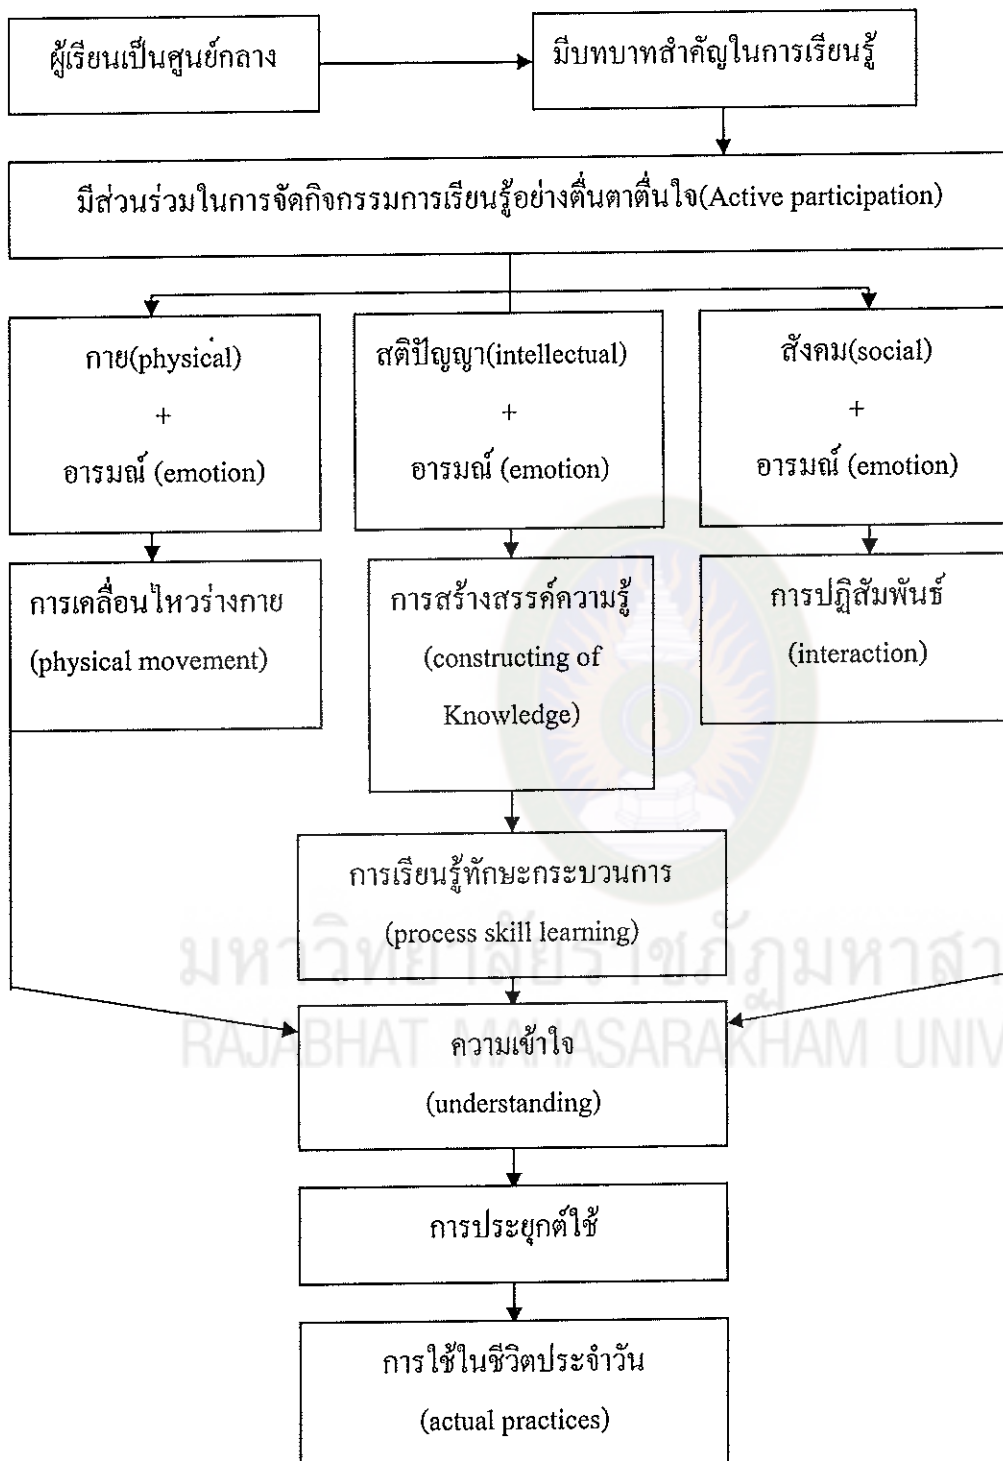 ผู้เรียนเป็นศูนย์กลาง
มีบทบาทสำคัญในการเรียนรู้
มีส่วนร่วมในการจัดกิจกรรมการเรียนรู้อย่างตื่นตาตื่นใจ(Active participation)
กาย(physical)
+
อารมณ์ (emotion)
สติปัญญา(intellectual)
+
อารมณ์ (emotion)
สังคม(social)
+
อารมณ์ (emotion)
การเคลื่อนไหวร่างกาย
(physical movement)
การสร้างสรรค์ความรู้
(constructing of
Knowledge)
การปฏิสัมพันธ์
(interaction)
การเรียนรู้ทักษะกระบวนการ
(process skill learning)
มหาวิทยาลัยราชภัฏมหาสา
RAJABHAT MAHASARAKHAM UNIV
ความเข้าใจ
(understanding)
การประยุกต์ใช้
การใช้ในชีวิตประจำวัน
(actual practices)